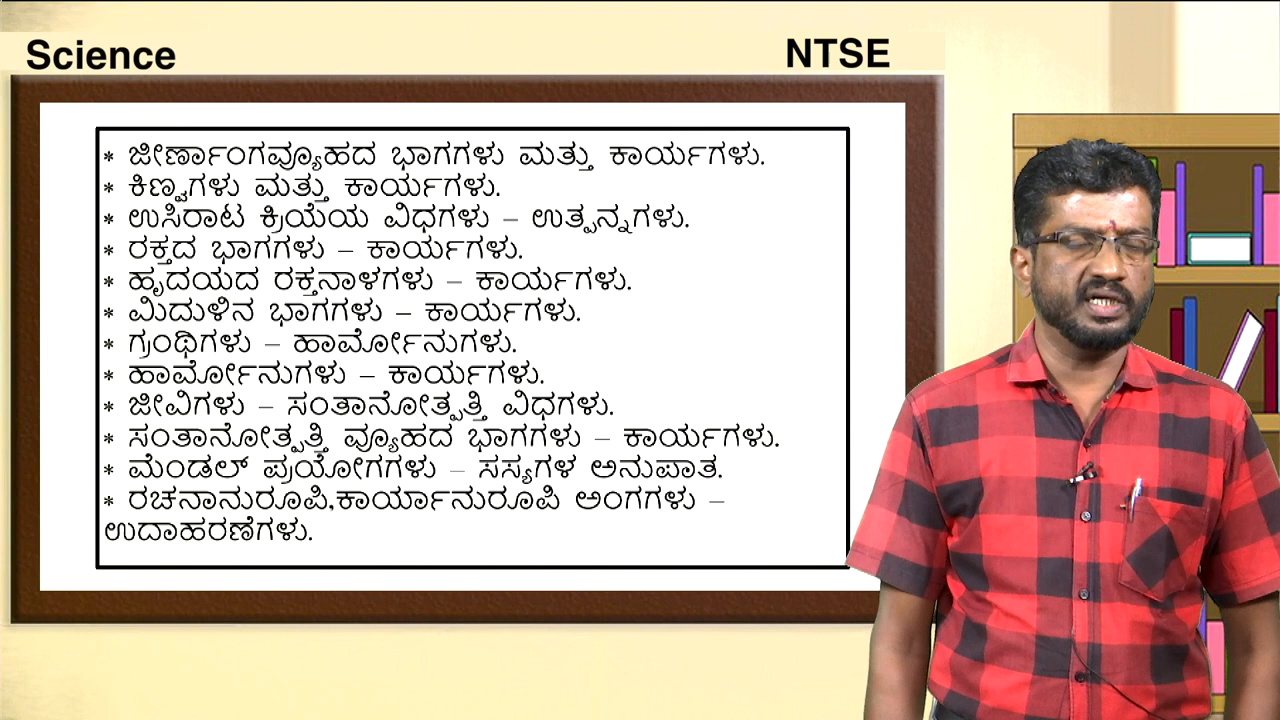 Science
NTSE
* ಜೀರ್ಣಾಂಗವ್ಯೂಹದ ಭಾಗಗಳು ಮತ್ತು ಕಾರ್ಯಗಳು.
* ಕಿಣ್ವಗಳು ಮತ್ತು ಕಾರ್ಯಗಳು.
* ಉಸಿರಾಟ ಕ್ರಿಯೆಯ ವಿಧಗಳು – ಉತ್ಪನ್ನಗಳು.
* ರಕ್ತದ ಭಾಗಗಳು – ಕಾರ್ಯಗಳು.
* ಹೃದಯದ ರಕ್ತನಾಳಗಳು – ಕಾರ್ಯಗಳು.
* ಮಿದುಳಿನ ಭಾಗಗಳು – ಕಾರ್ಯಗಳು.
* ಗ್ರಂಥಿಗಳು – ಹಾರ್ಮೋನುಗಳು.
* ಹಾರ್ಮೋನುಗಳು – ಕಾರ್ಯಗಳು.
* ಜೀವಿಗಳು – ಸಂತಾನೋತ್ಪತ್ತಿ ವಿಧಗಳು.
* ಸಂತಾನೋತ್ಪತ್ತಿ ವ್ಯೂಹದ ಭಾಗಗಳು – ಕಾರ್ಯಗಳು.
* ಮೆಂಡಲ್ ಪ್ರಯೋಗಗಳು – ಸಸ್ಯಗಳ ಅನುಪಾತ.
* ರಚನಾನುರೂಪಿ,ಕಾರ್ಯಾನುರೂಪಿ ಅಂಗಗಳು –
ಉದಾಹರಣೆಗಳು.